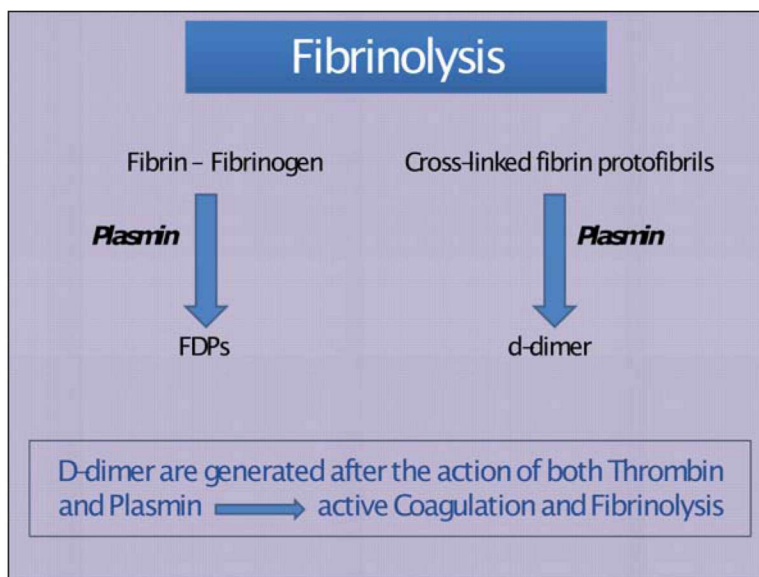 Fibrinolysis
Fibrin – Fibrinogen
Cross-linked fibrin protofibrils
Plasmin
Plasmin
FDPs
d-dimer
D-dimer are generated after the action of both Thrombin
and Plasmin active Coagulation and Fibrinolysis